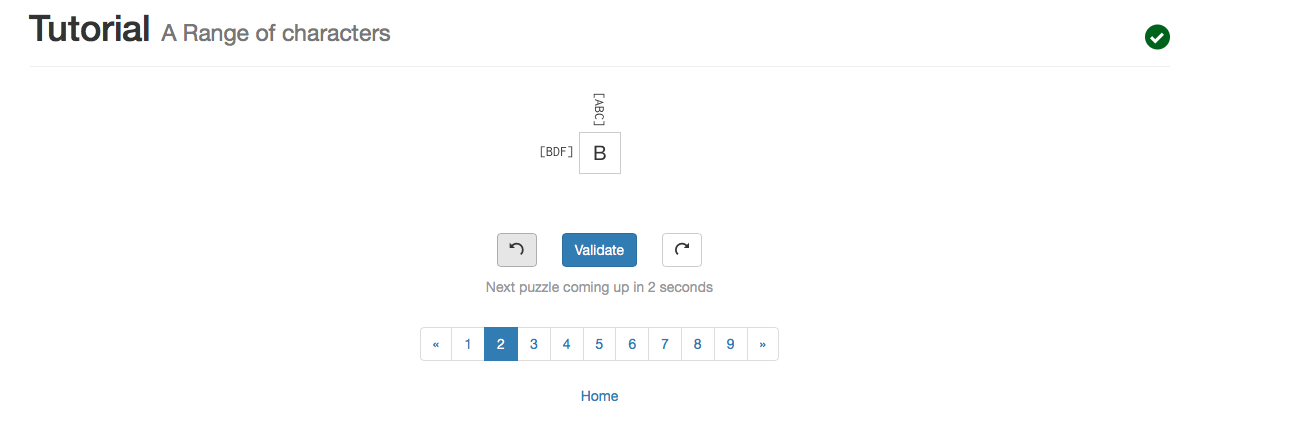 Tutorial A Range of characters
[ABC]
[BDF] B
Validate
Next puzzle coming up in 2 seconds
« 1 2 3 4 5 6 7 8 9 »
Home